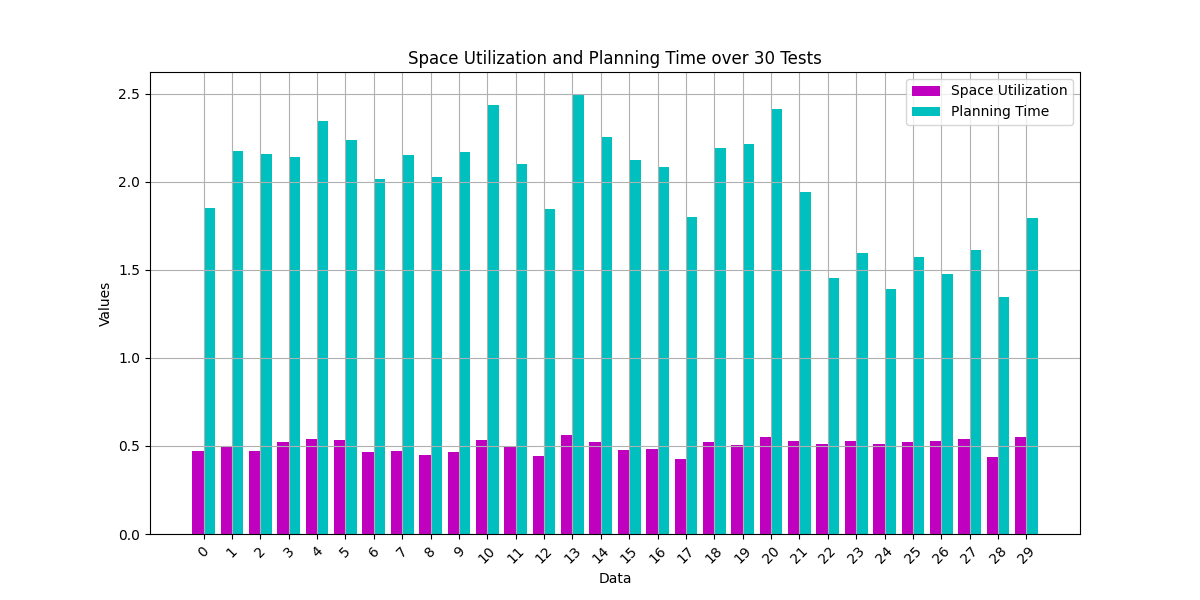 Space Utilization and Planning Time over 30 Tests
Space Utilization
Planning Time
2.5
2.0
1.5
1.0
0.5
0.0
Values
0 1 2 3 4 5 6 7 8 9 10 11 12 13 14 15 16 17 18 19 20 21 22 23 24 25 26 27 28 29
Data